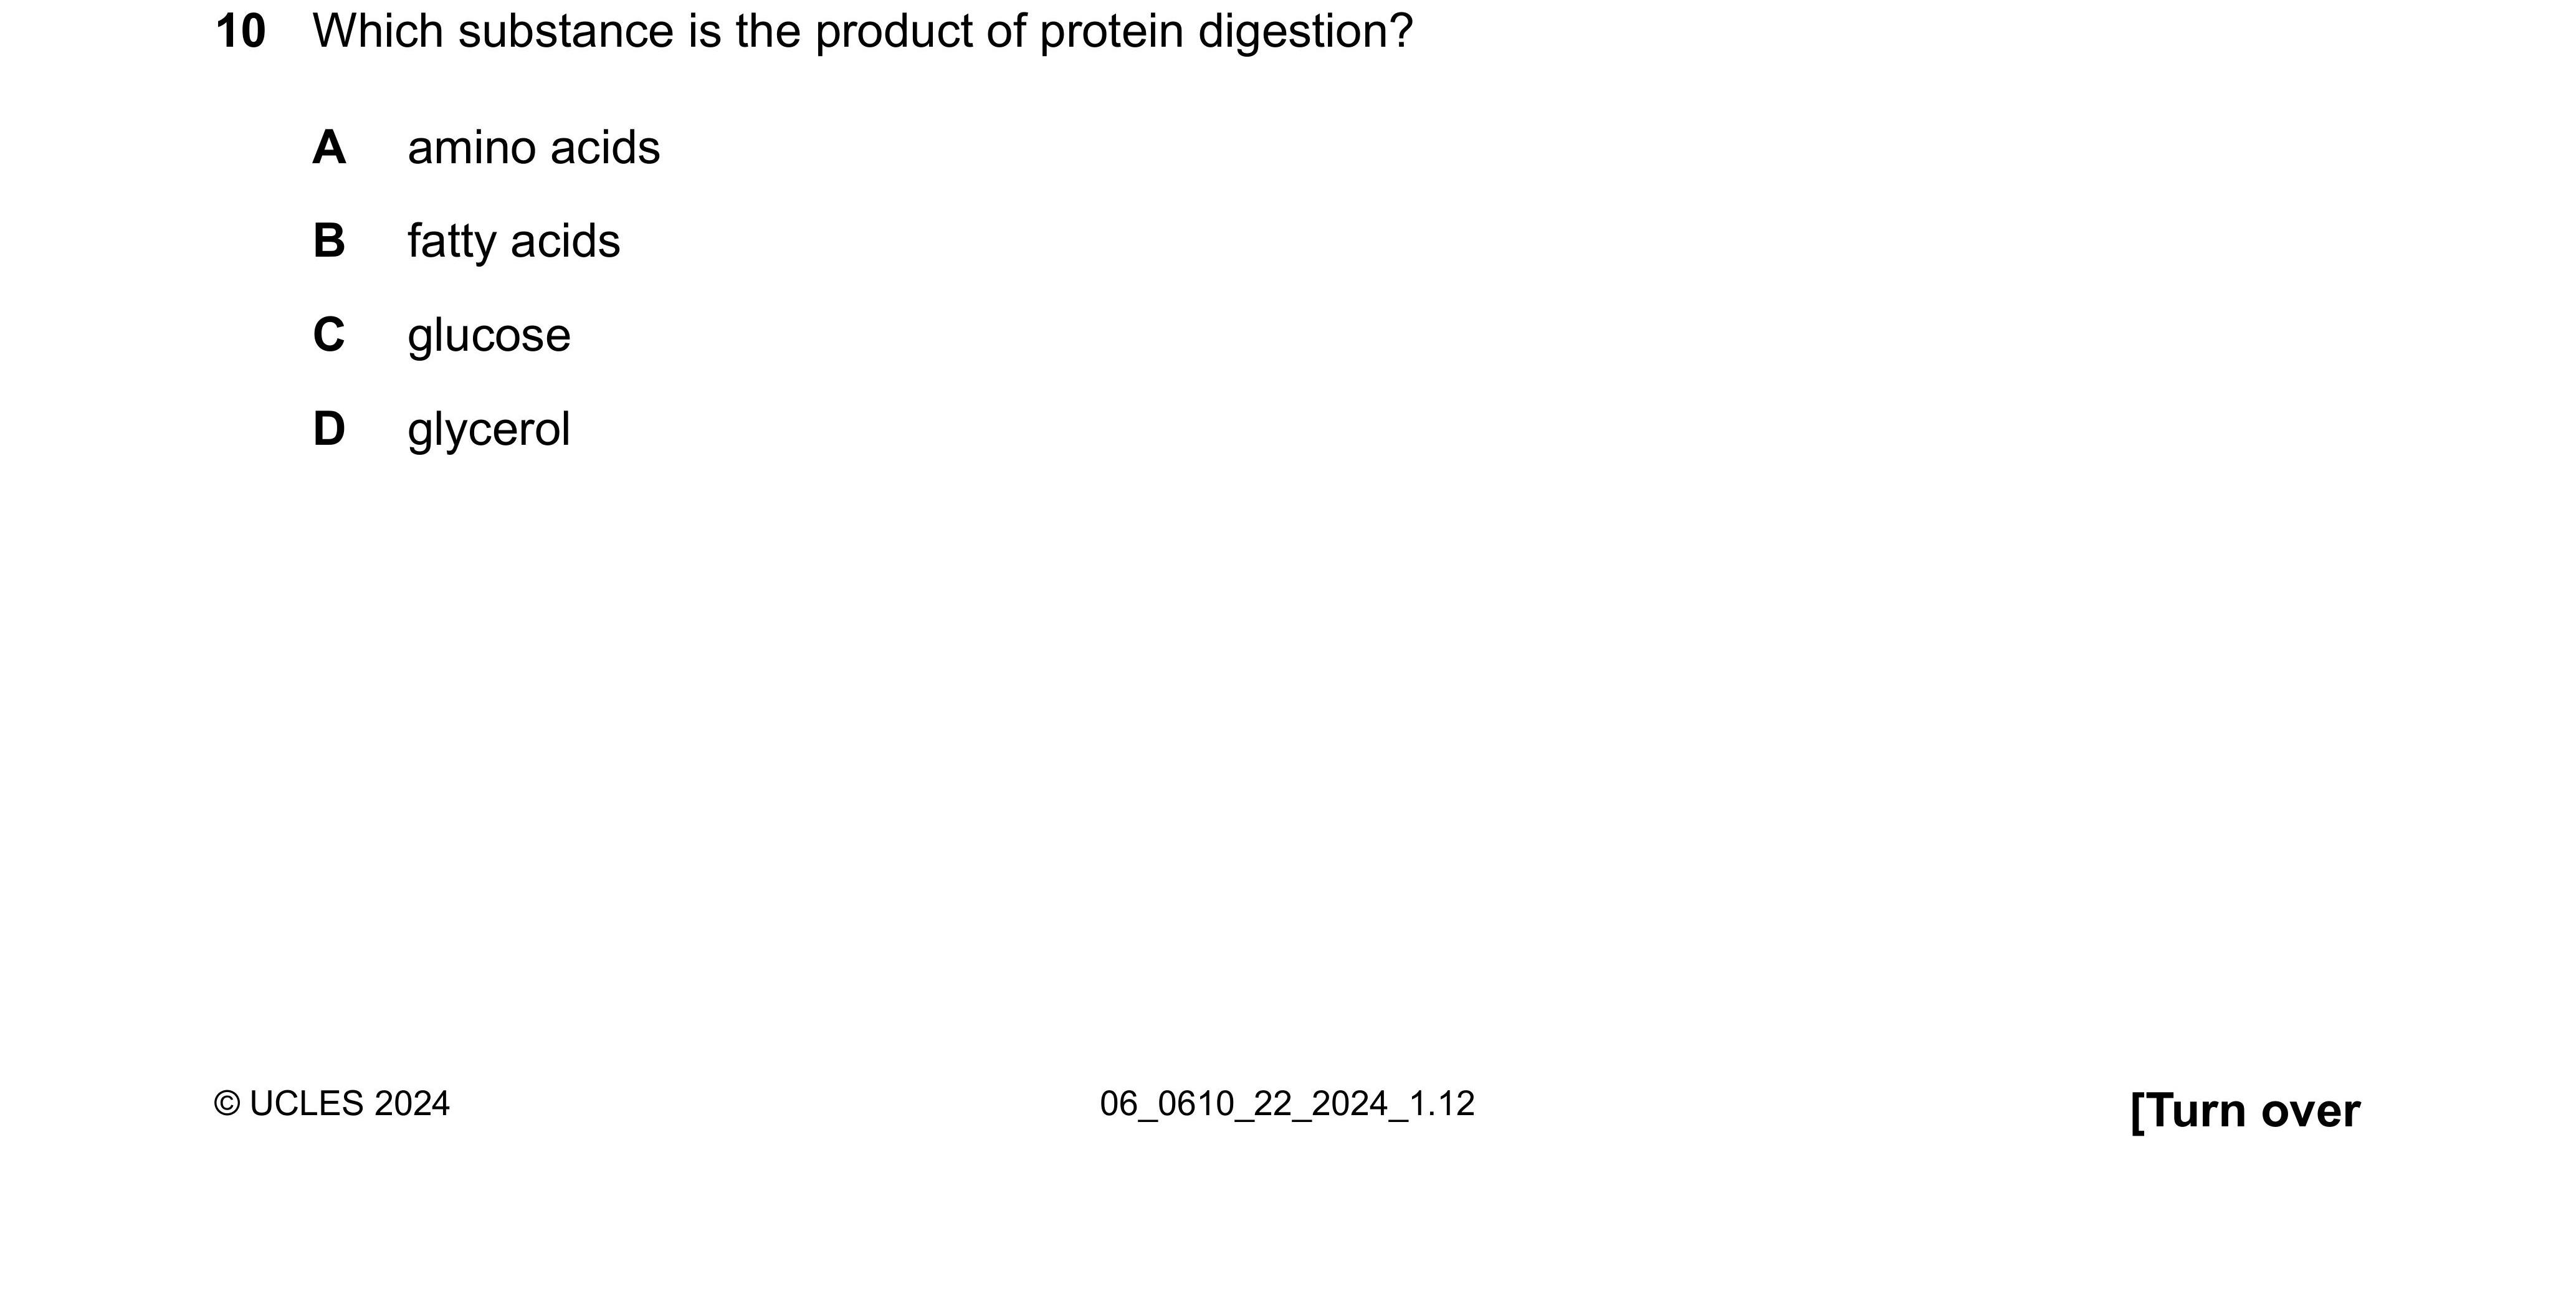 10 Which substance is the product of protein digestion?
A amino acids
B fatty acids
C glucose
D glycerol
© UCLES 2024 06_0610_22_2024_1.12 [Turn over